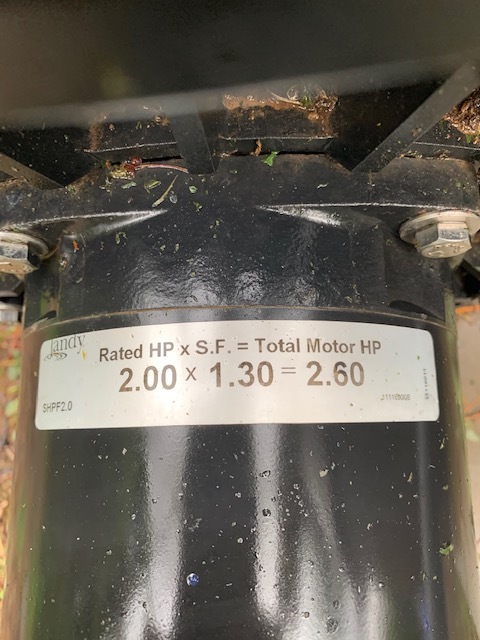 Jandy
Rated HP x S.F. = Total Motor HP
2.00 x 1.30 = 2.60
SHPF2.0